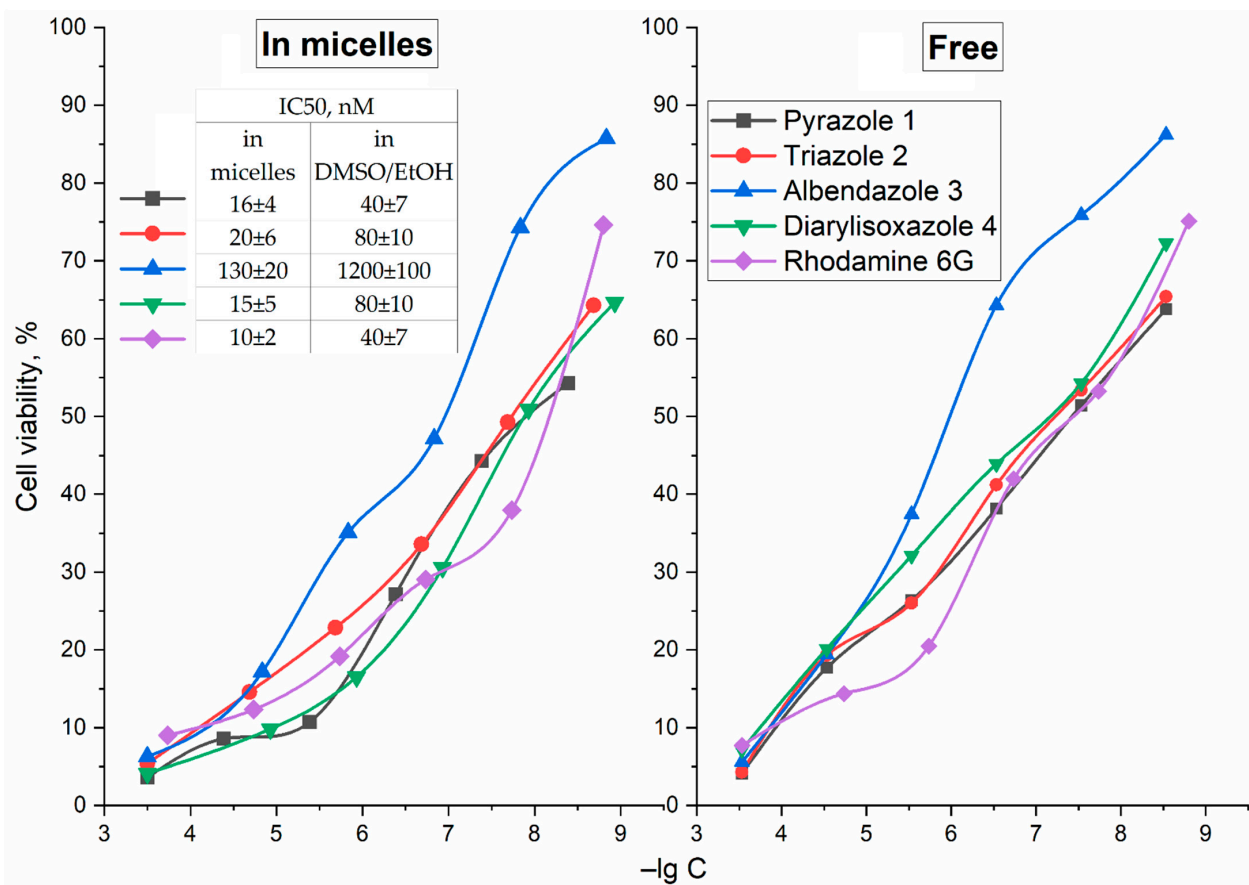 In micelles
Free
IC50, nM
in micelles
in DMSO/EtOH
16±4 40±7
20±6 80±10
130±20 1200±100
15±5 80±10
10±2 40±7
Pyrazole 1
Triazole 2
Albendazole 3
Diarylisoxazole 4
Rhodamine 6G
Cell viability, %
100
90
80
70
60
50
40
30
20
10
0
3 4 5 6 7 8 9
100
90
80
70
60
50
40
30
20
10
0
3 4 5 6 7 8 9
–lg C